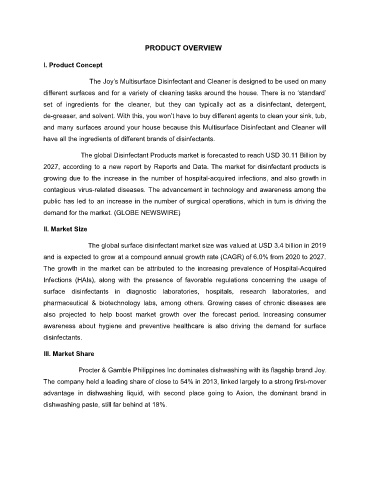 PRODUCT OVERVIEW
I. Product Concept
The Joy's Multisurface Disinfectant and Cleaner is designed to be used on many
different surfaces and for a variety of cleaning tasks around the house. There is no 'standard'
set of ingredients for the cleaner, but they can typically act as a disinfectant, detergent,
de-greaser, and solvent. With this, you won't have to buy different agents to clean your sink, tub,
and many surfaces around your house because this Multisurface Disinfectant and Cleaner will
have all the ingredients of different brands of disinfectants.
The global Disinfectant Products market is forecasted to reach USD 30.11 Billion by
2027, according to a new report by Reports and Data. The market for disinfectant products is
growing due to the increase in the number of hospital-acquired infections, and also growth in
contagious virus-related diseases. The advancement in technology and awareness among the
public has led to an increase in the number of surgical operations, which in turn is driving the
demand for the market. (GLOBE NEWSWIRE)
II. Market Size
The global surface disinfectant market size was valued at USD 3.4 billion in 2019
and is expected to grow at a compound annual growth rate (CAGR) of 6.0% from 2020 to 2027.
The growth in the market can be attributed to the increasing prevalence of Hospital-Acquired
Infections (HAIs), along with the presence of favorable regulations concerning the usage of
surface disinfectants in diagnostic laboratories, hospitals, research laboratories, and
pharmaceutical & biotechnology labs, among others. Growing cases of chronic diseases are
also projected to help boost market growth over the forecast period. Increasing consumer
awareness about hygiene and preventive healthcare is also driving the demand for surface
disinfectants.
III. Market Share
Procter & Gamble Philippines Inc dominates dishwashing with its flagship brand Joy.
The company held a leading share of close to 54% in 2013, linked largely to a strong first-mover
advantage in dishwashing liquid, with second place going to Axion, the dominant brand in
dishwashing paste, still far behind at 18%.